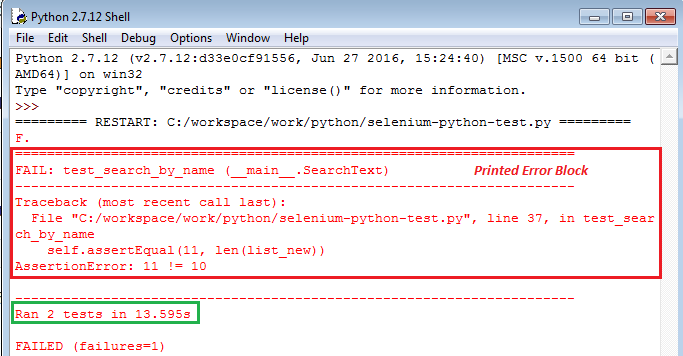 Python 2.7.12 Shell
File Edit Shell Debug Options Window Help
Python 2.7.12 (v2.7.12:d33e0cf91556, Jun 27 2016, 15:24:40) [MSC v.1500 64 bit (
AMD64)] on win32
Type "copyright", "credits" or "license()" for more information.
>>>
========= RESTART: C:/workspace/work/python/selenium-python-test.py =========
F.
======================================================================
FAIL: test_search_by_name (__main__.SearchText) Printed Error Block
----------------------------------------------------------------------
Traceback (most recent call last):
  File "C:/workspace/work/python/selenium-python-test.py", line 37, in test_sear
ch_by_name
    self.assertEqual(11, len(list_new))
AssertionError: 11 != 10
----------------------------------------------------------------------
Ran 2 tests in 13.595s
FAILED (failures=1)